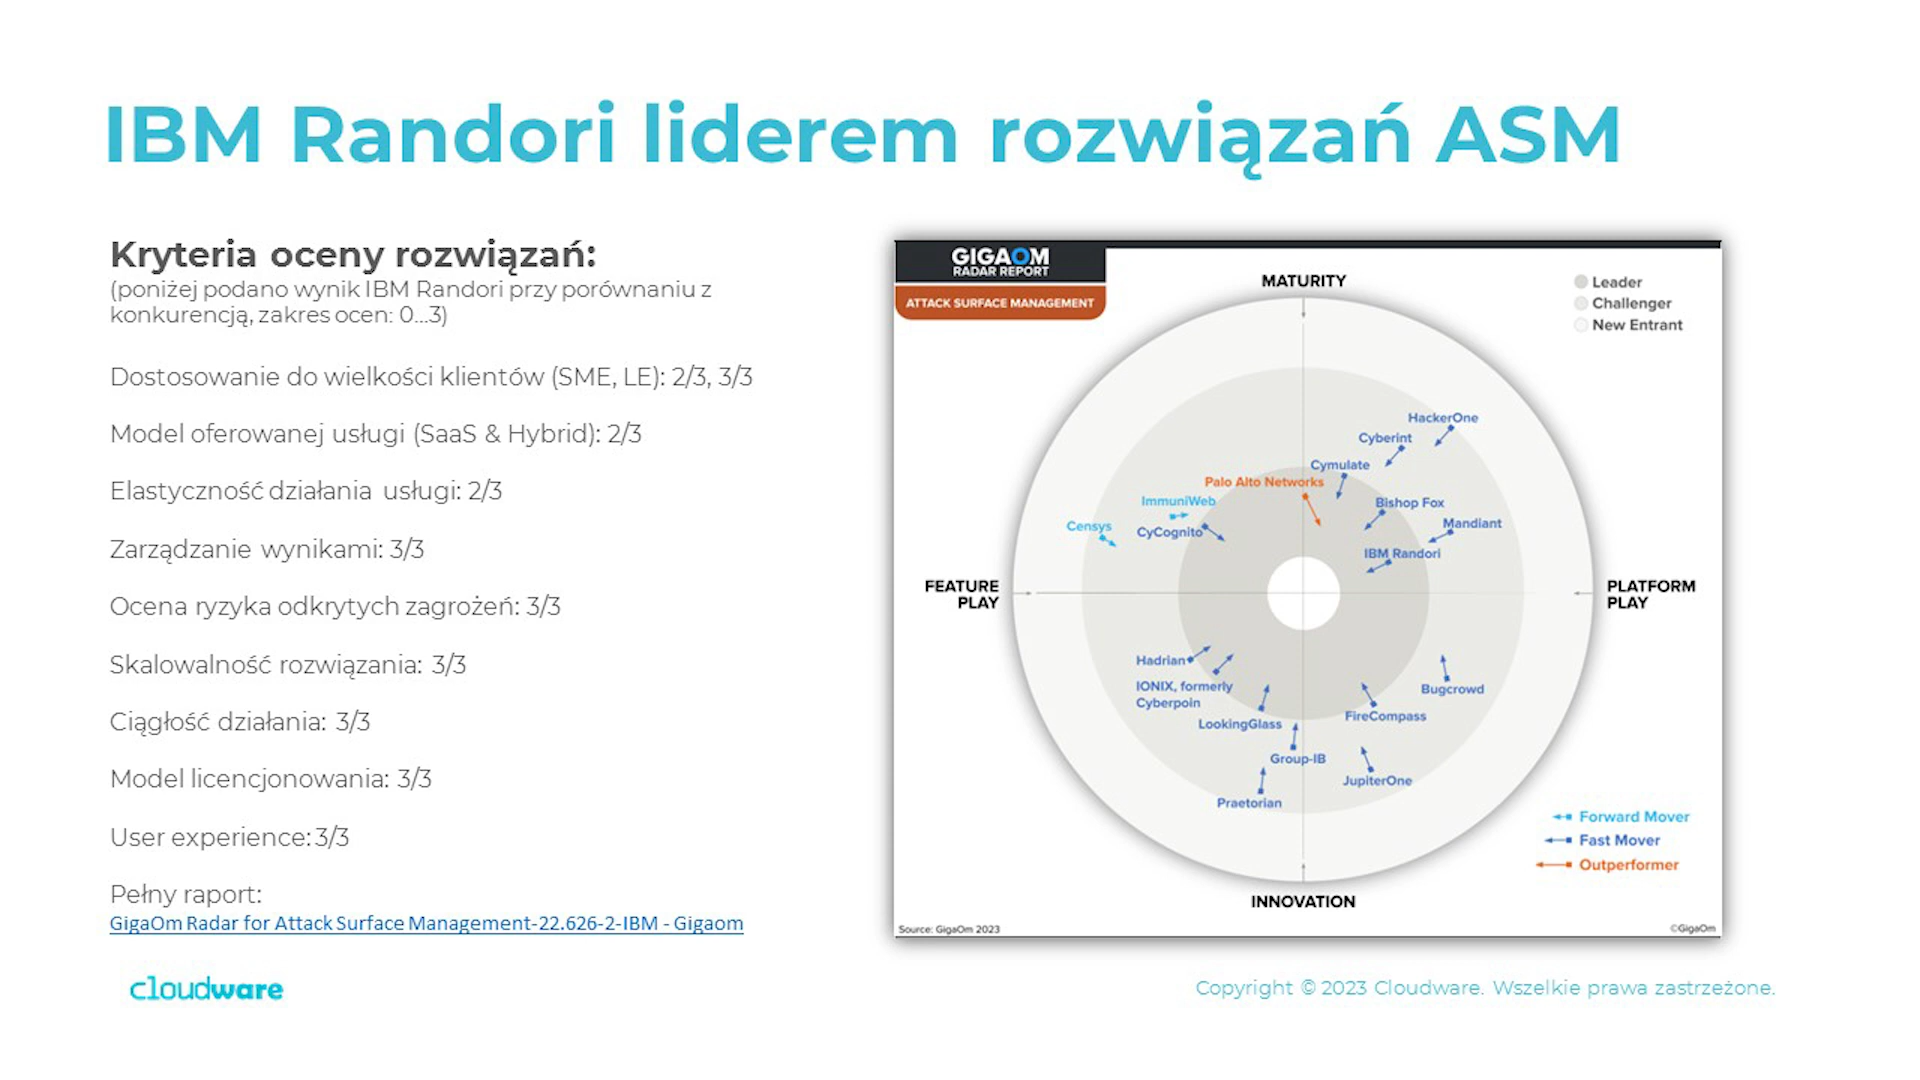 IBM Randori liderem rozwiązań ASM
Kryteria oceny rozwiązań:
(poniżej podano wynik IBM Randori przy porównaniu z
konkurencją, zakres ocen: 0...3)
Dostosowanie do wielkości klientów (SME, LE): 2/3, 3/3
Model oferowanej usługi (SaaS & Hybrid): 2/3
Elastyczność działania usługi: 2/3
Zarządzanie wynikami: 3/3
Ocena ryzyka odkrytych zagrożeń: 3/3
Skalowalność rozwiązania: 3/3
Ciągłość działania: 3/3
Model licencjonowania: 3/3
User experience: 3/3
Pełny raport:
GigaOm Radar for Attack Surface Management-22.626-2-IBM - Gigaom
GIGAOM
RADAR REPORT
ATTACK SURFACE MANAGEMENT
MATURITY
Leader
Challenger
New Entrant
HackerOne
Cyberint
Cymulate
Palo Alto Networks
ImmuniWeb
Bishop Fox
Censys
CyCognito
Mandiant
IBM Randori
FEATURE
PLAY
PLATFORM
PLAY
Hadrian
IONIX, formerly
Cyberpoin
Bugcrowd
LookingGlass
FireCompass
Group-IB
JupiterOne
Praetorian
Forward Mover
Fast Mover
Outperformer
INNOVATION
Source: GigaOm 2023
©GigaOm
cloudware
Copyright © 2023 Cloudware. Wszelkie prawa zastrzeżone.